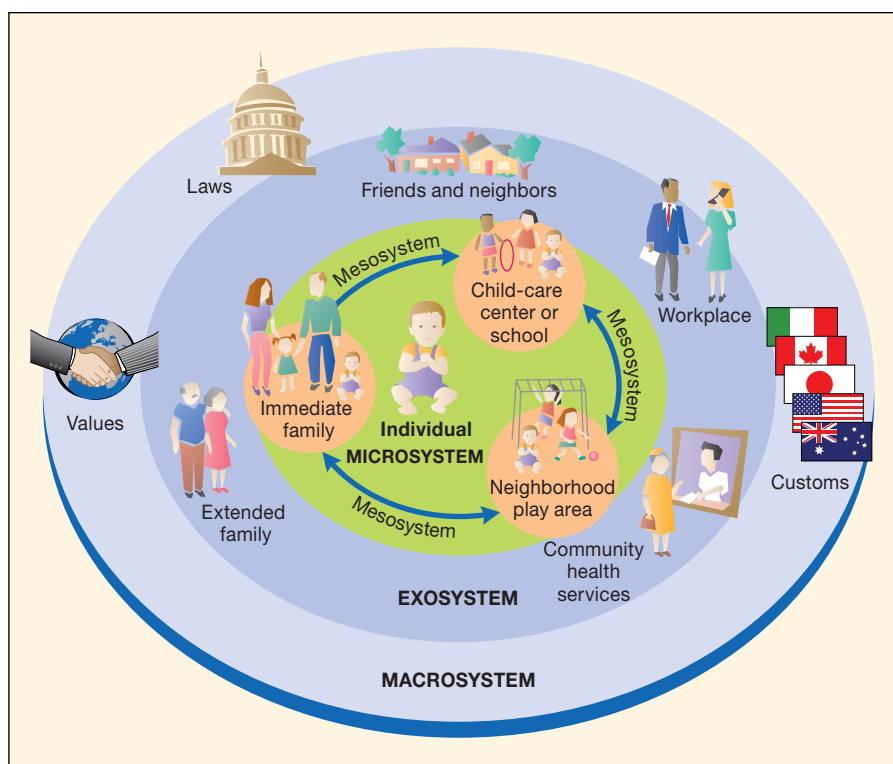 Laws
Friends and neighbors
Mesosystem
Child-care
center or
school
Workplace
Mesosystem
Values
Immediate
family
Individual
MICROSYSTEM
Customs
Neighborhood
play area
Extended
family
Mesosystem
Community
health
services
EXOSYSTEM
MACROSYSTEM